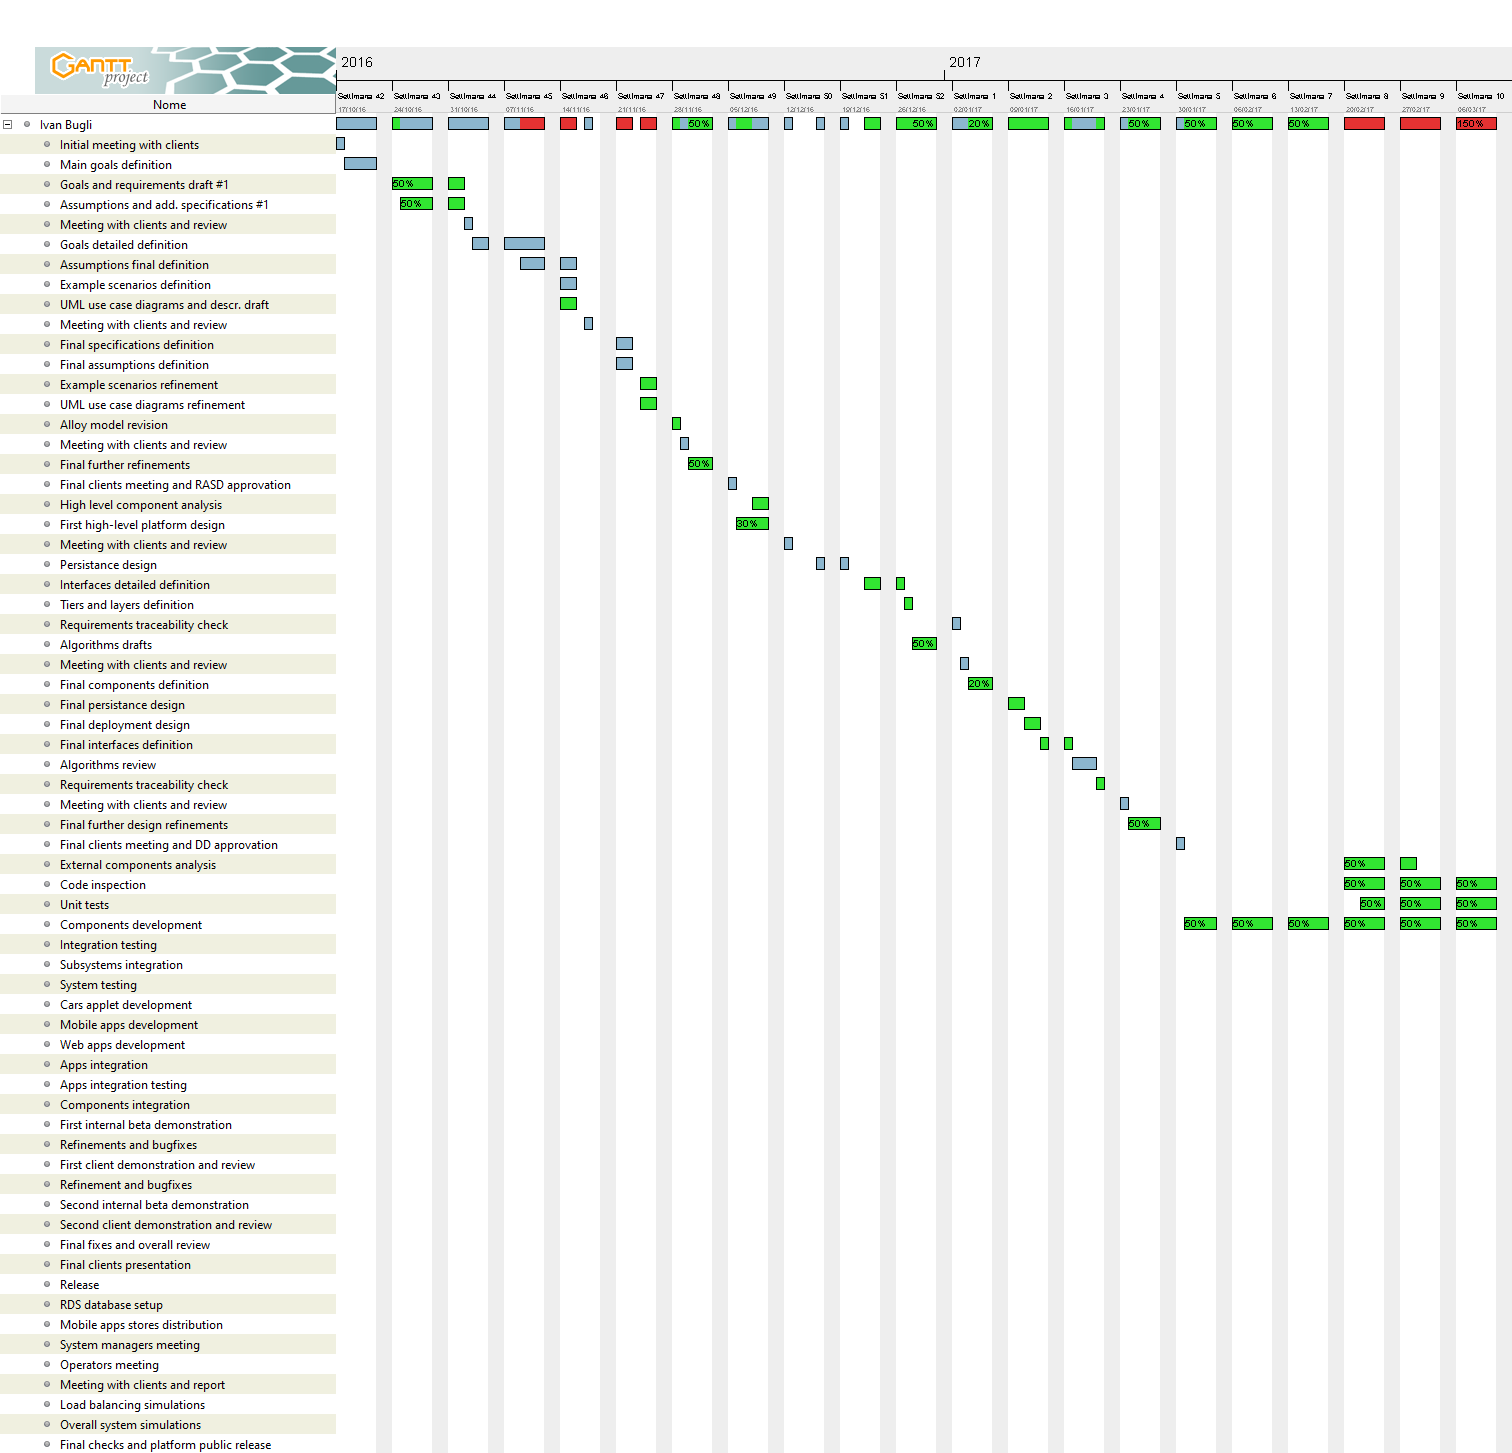 GANTT
project
2016
2017
Nome
Settimana 42
Settimana 43
Settimana 44
Settimana 45
Settimana 46
Settimana 47
Settimana 48
Settimana 49
Settimana 50
Settimana 51
Settimana 52
Settimana 1
Settimana 2
Settimana 3
Settimana 4
Settimana 5
Settimana 6
Settimana 7
Settimana 8
Settimana 9
Settimana 10
17/10/16
24/10/16
31/10/16
07/11/16
14/11/16
21/11/16
28/11/16
05/12/16
12/12/16
19/12/16
26/12/16
02/01/17
09/01/17
16/01/17
23/01/17
30/01/17
06/02/17
13/02/17
20/02/17
27/02/17
06/03/17
Ivan Bugli 50% 50% 20% 50% 50% 50% 50% 150%
Initial meeting with clients
Main goals definition
Goals and requirements draft #1 50%
Assumptions and add. specifications #1 50%
Meeting with clients and review
Goals detailed definition
Assumptions final definition
Example scenarios definition
UML use case diagrams and descr. draft
Meeting with clients and review
Final specifications definition
Final assumptions definition
Example scenarios refinement
UML use case diagrams refinement
Alloy model revision
Meeting with clients and review
Final further refinements 50%
Final clients meeting and RASD approvation
High level component analysis
First high-level platform design 30%
Meeting with clients and review
Persistance design
Interfaces detailed definition
Tiers and layers definition
Requirements traceability check
Algorithms drafts 50%
Meeting with clients and review
Final components definition 20%
Final persistance design
Final deployment design
Final interfaces definition
Algorithms review
Requirements traceability check
Meeting with clients and review
Final further design refinements 50%
Final clients meeting and DD approvation
External components analysis 50%
Code inspection 50% 50% 50%
Unit tests 50% 50% 50%
Components development 50% 50% 50% 50% 50% 50%
Integration testing
Subsystems integration
System testing
Cars applet development
Mobile apps development
Web apps development
Apps integration
Apps integration testing
Components integration
First internal beta demonstration
Refinements and bugfixes
First client demonstration and review
Refinement and bugfixes
Second internal beta demonstration
Second client demonstration and review
Final fixes and overall review
Final clients presentation
Release
RDS database setup
Mobile apps stores distribution
System managers meeting
Operators meeting
Meeting with clients and report
Load balancing simulations
Overall system simulations
Final checks and platform public release